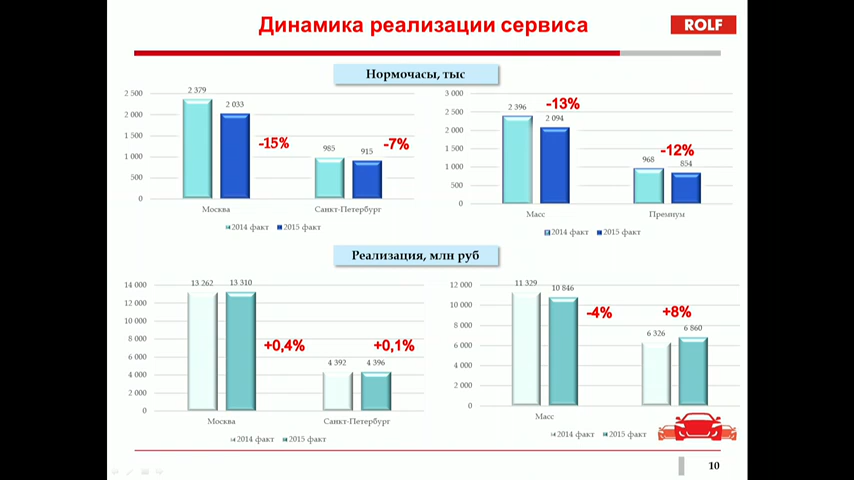 Динамика реализации сервиса
ROLF
Нормочасы, тыс
2 500
2 000
1 500
1 000
500
0
2 379
2 033
-15%
985
915
-7%
Москва
Санкт-Петербург
2014 факт
2015 факт
3 000
2 500
2 000
1 500
1 000
500
0
2 396
2 094
-13%
968
854
-12%
Масс
Премиум
2014 факт
2015 факт
Реализация, млн руб
14 000
12 000
10 000
8 000
6 000
4 000
2 000
0
13 262
13 310
+0,4%
4 392
4 396
+0,1%
Москва
Санкт-Петербург
2014 факт
2015 факт
12 000
10 000
8 000
6 000
4 000
2 000
0
11 329
10 846
-4%
6 326
6 860
+8%
Масс
2014 факт
2015 факт
10